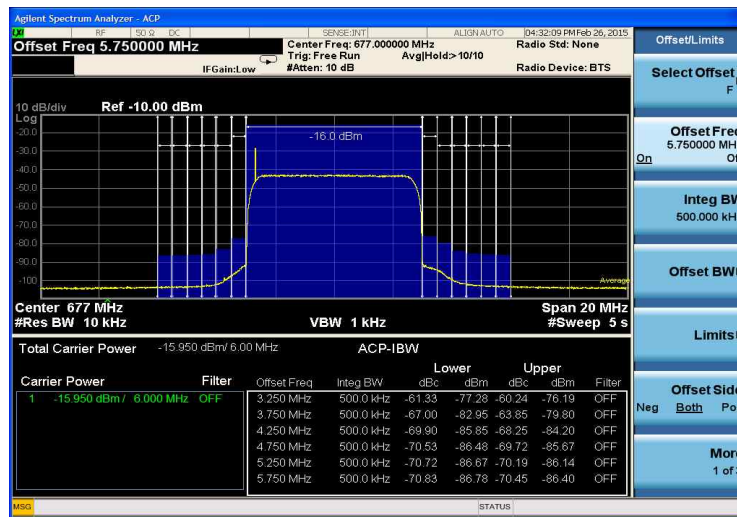 Agilent Spectrum Analyzer - ACP
RF 50 Ω DC SENSE:INT ALIGN AUTO 04:32:09 PM Feb 26, 2015
Offset Freq 5.750000 MHz
Center Freq: 677.000000 MHz Radio Std: None
Trig: Free Run Avg|Hold:>10/10
IFGain:Low #Atten: 10 dB Radio Device: BTS
10 dB/div Ref -10.00 dBm
Log
-20.0
-30.0
-40.0
-50.0
-60.0
-70.0
-80.0
-90.0
-100
-16.0 dBm
Average
Center 677 MHz Span 20 MHz
#Res BW 10 kHz VBW 1 kHz #Sweep 5 s
Total Carrier Power -15.950 dBm/ 6.00 MHz ACP-IBW
Lower Upper
Carrier Power Filter Offset Freq Integ BW dBc dBm dBc dBm Filter
1 -15.950 dBm / 6.000 MHz OFF 3.250 MHz 500.0 kHz -61.33 -77.28 -60.24 -76.19 OFF
3.750 MHz 500.0 kHz -67.00 -82.95 -63.85 -79.80 OFF
4.250 MHz 500.0 kHz -69.90 -85.85 -68.25 -84.20 OFF
4.750 MHz 500.0 kHz -70.53 -86.48 -69.72 -85.67 OFF
5.250 MHz 500.0 kHz -70.72 -86.67 -70.19 -86.14 OFF
5.750 MHz 500.0 kHz -70.83 -86.78 -70.45 -86.40 OFF
MSG STATUS
Offset/Limits
Select Offset
F
Offset Freq
5.750000 MH
On Of
Integ BW
500.000 kH
Offset BW
Limits
Offset Side
Neg Both Po
More
1 of